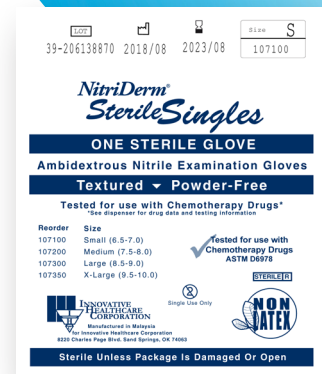 LOT
39-206138870 2018/08 2023/08
Size S
107100
NitriDerm®
SterileSingles
ONE STERILE GLOVE
Ambidextrous Nitrile Examination Gloves
Textured Powder-Free
Tested for use with Chemotherapy Drugs*
*See dispenser for drug data and testing information
Reorder Size
107100 Small (6.5-7.0)
107200 Medium (7.5-8.0)
107300 Large (8.5-9.0)
107350 X-Large (9.5-10.0)
Tested for use with
Chemotherapy Drugs
ASTM D6978
STERILE R
2
Single Use Only
INNOVATIVE
HEALTHCARE
CORPORATION
NON
LATEX
Manufactured in Malaysia
for Innovative Healthcare Corporation
8220 Charles Page Blvd. Sand Springs, OK 74063
Sterile Unless Package Is Damaged Or Open